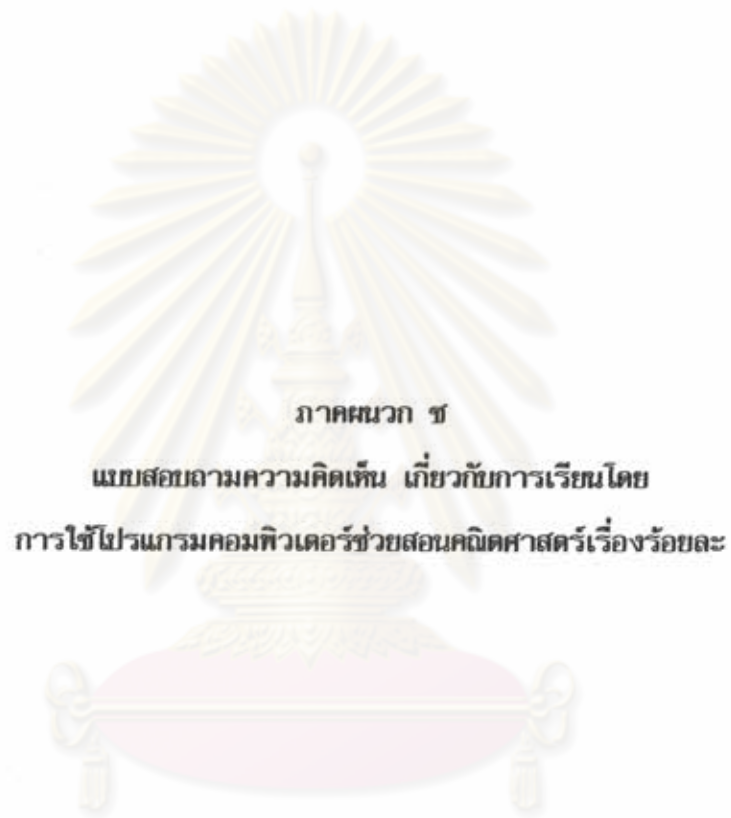 ภาคผนวก ช
แบบสอบถามความคิดเห็น เกี่ยวกับการเรียนโดย
การใช้โปรแกรมคอมพิวเตอร์ช่วยสอนคณิตศาสตร์เรื่องร้อยละ